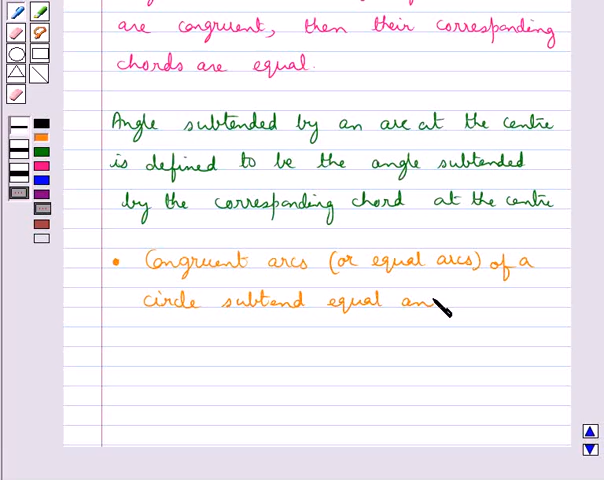 are congruent, then their corresponding
chords are equal.
Angle subtended by an arc at the centre
is defined to be the angle subtended
by the corresponding chord at the centre
• Congruent arcs (or equal arcs) of a
circle subtend equal an